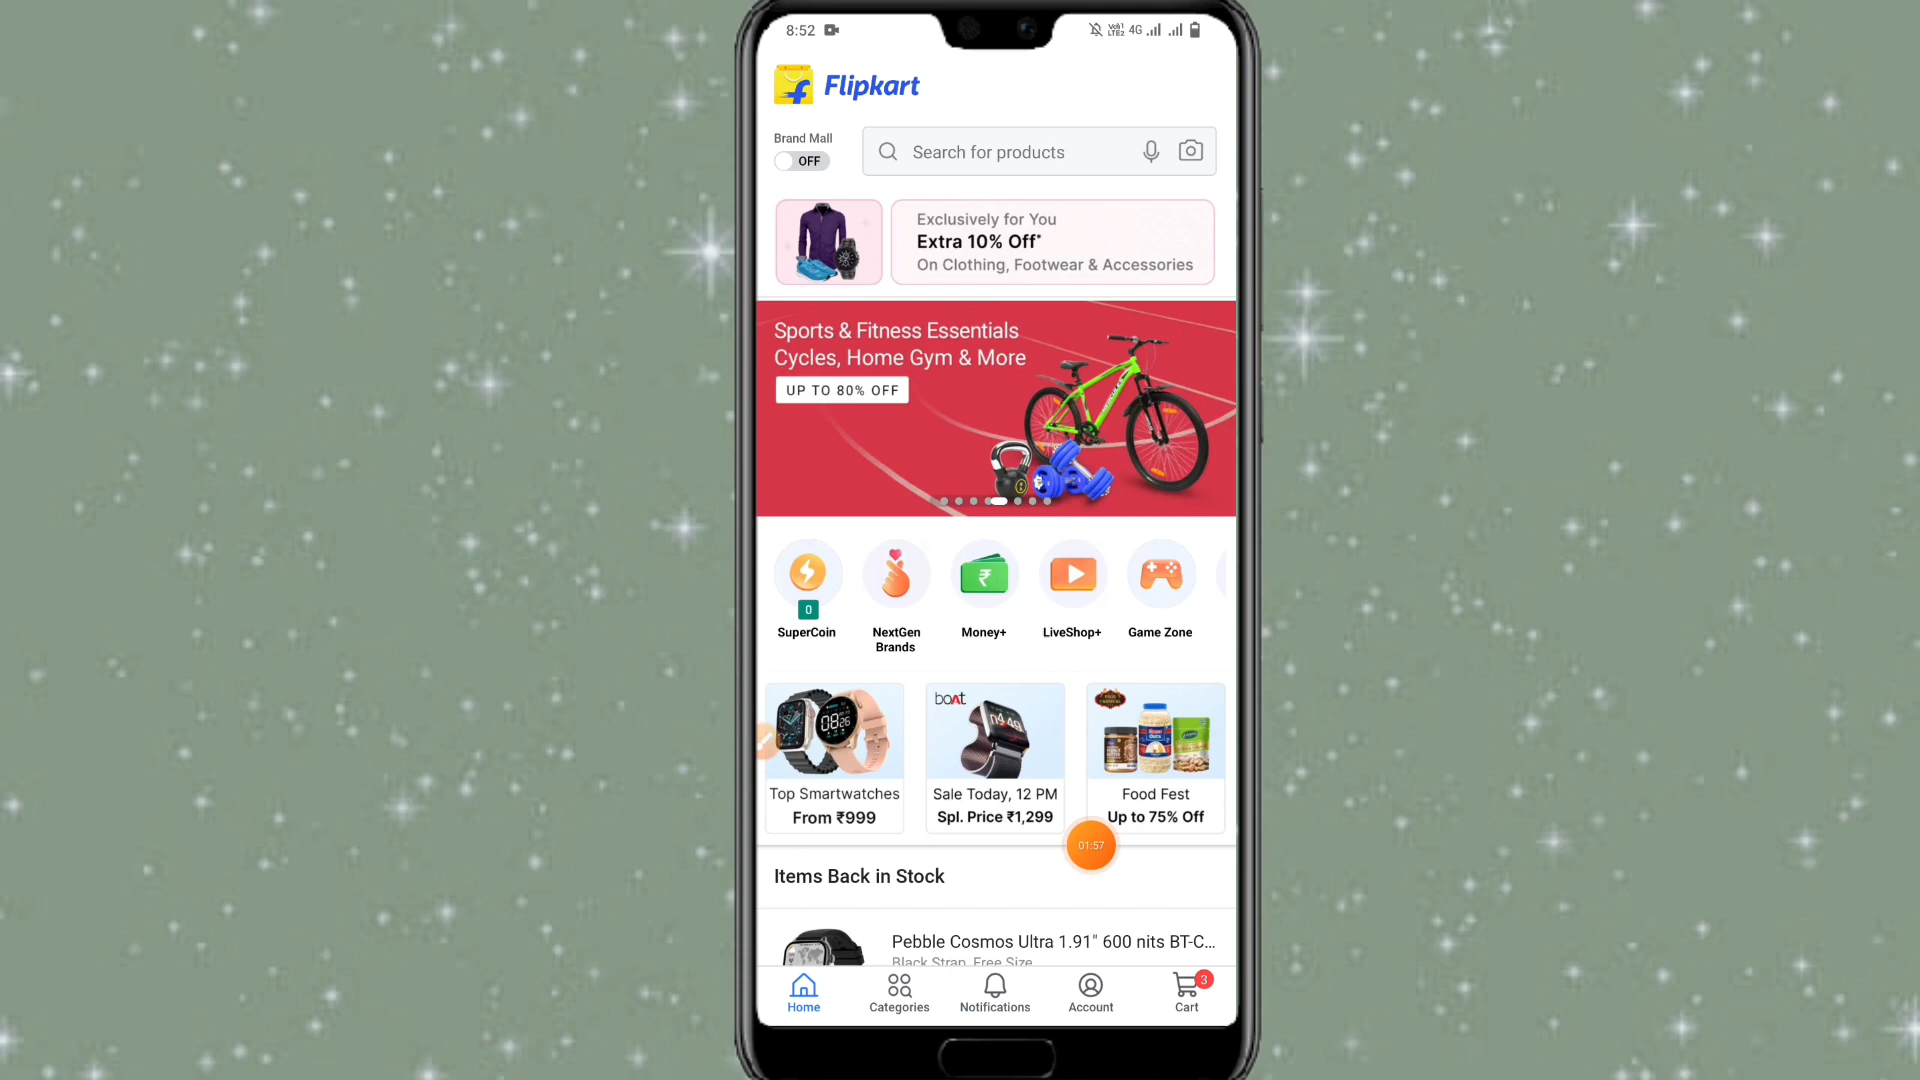 8:52
4G
Flipkart
Brand Mall
OFF
Search for products
Exclusively for You
Extra 10% Off*
On Clothing, Footwear & Accessories
Sports & Fitness Essentials
Cycles, Home Gym & More
UP TO 80% OFF
0
SuperCoin
NextGen
Brands
Money+
LiveShop+
Game Zone
08:26
boAt
Top Smartwatches
From ₹999
Sale Today, 12 PM
Spl. Price ₹1,299
Food Fest
Up to 75% Off
01:57
Items Back in Stock
Pebble Cosmos Ultra 1.91" 600 nits BT-C...
Black Strap, Free Size
Home
Categories
Notifications
Account
3
Cart